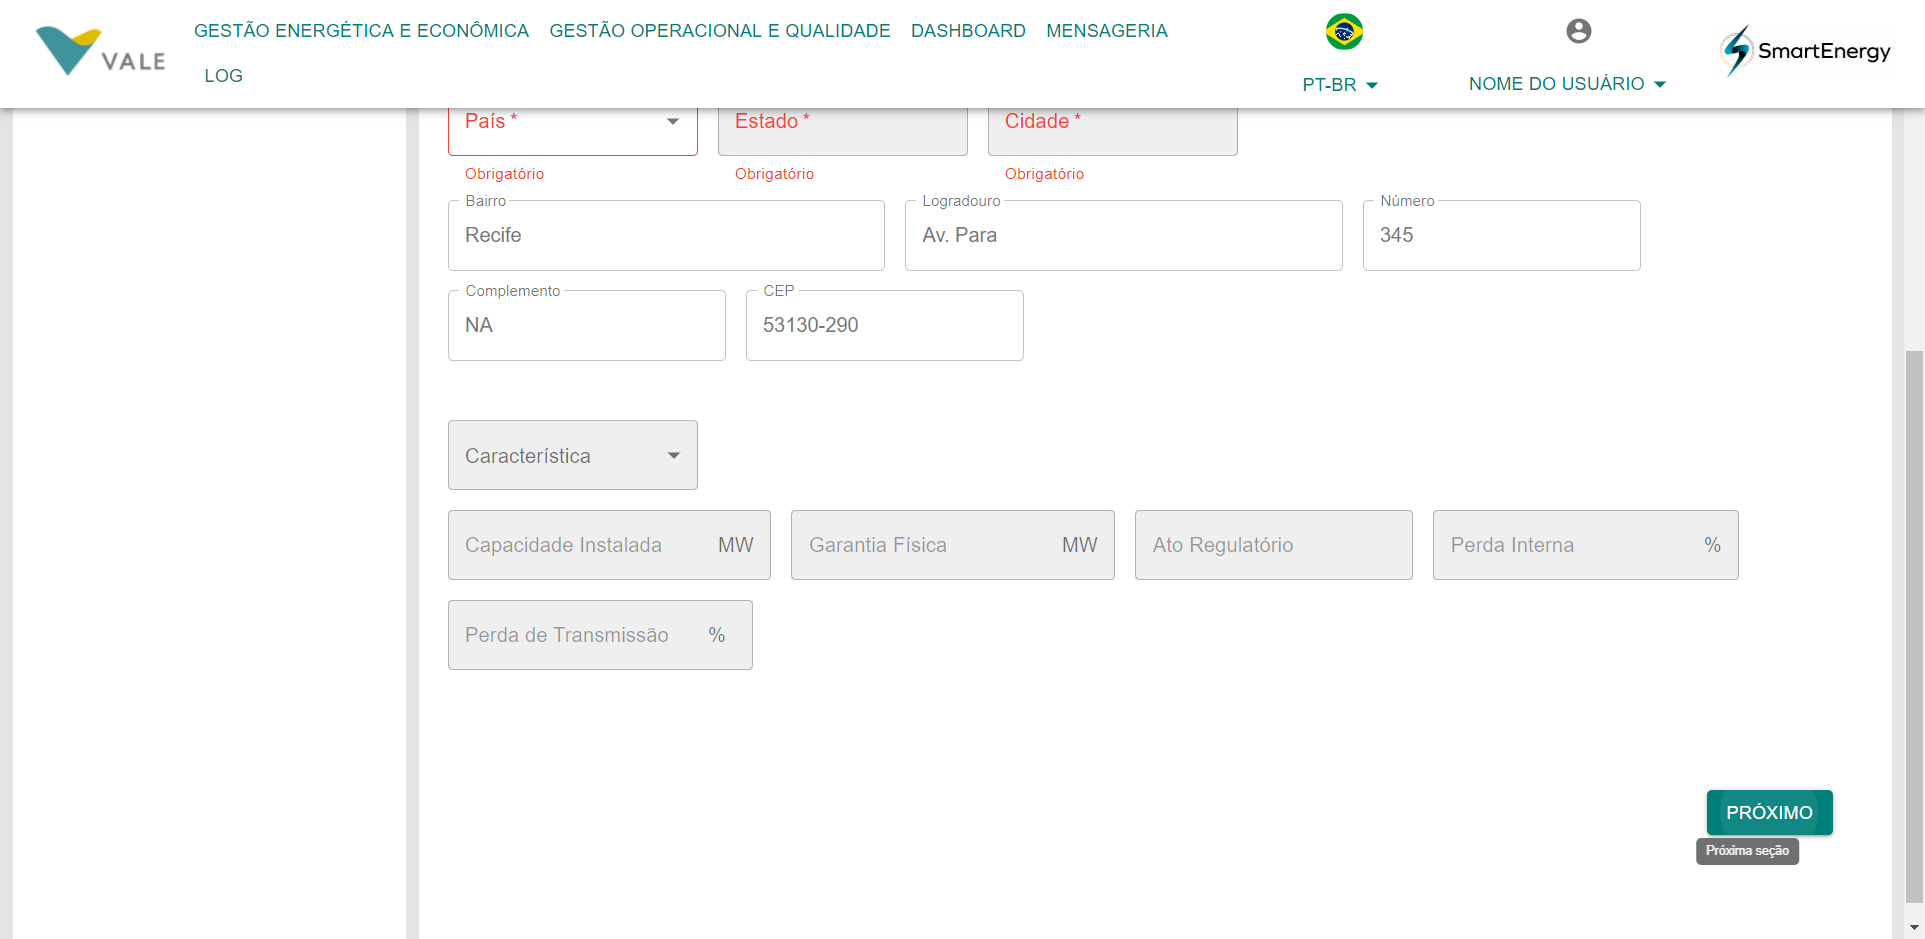 VALE
GESTÃO ENERGÉTICA E ECONÔMICA GESTÃO OPERACIONAL E QUALIDADE DASHBOARD MENSAGERIA
LOG
PT-BR
NOME DO USUÁRIO
SmartEnergy
País *
Estado *
Cidade *
Obrigatório
Obrigatório
Obrigatório
Bairro
Recife
Logradouro
Av. Para
Número
345
Complemento
NA
CEP
53130-290
Característica
Capacidade Instalada MW
Garantia Física MW
Ato Regulatório
Perda Interna %
Perda de Transmissão %
PRÓXIMO
Próxima seção